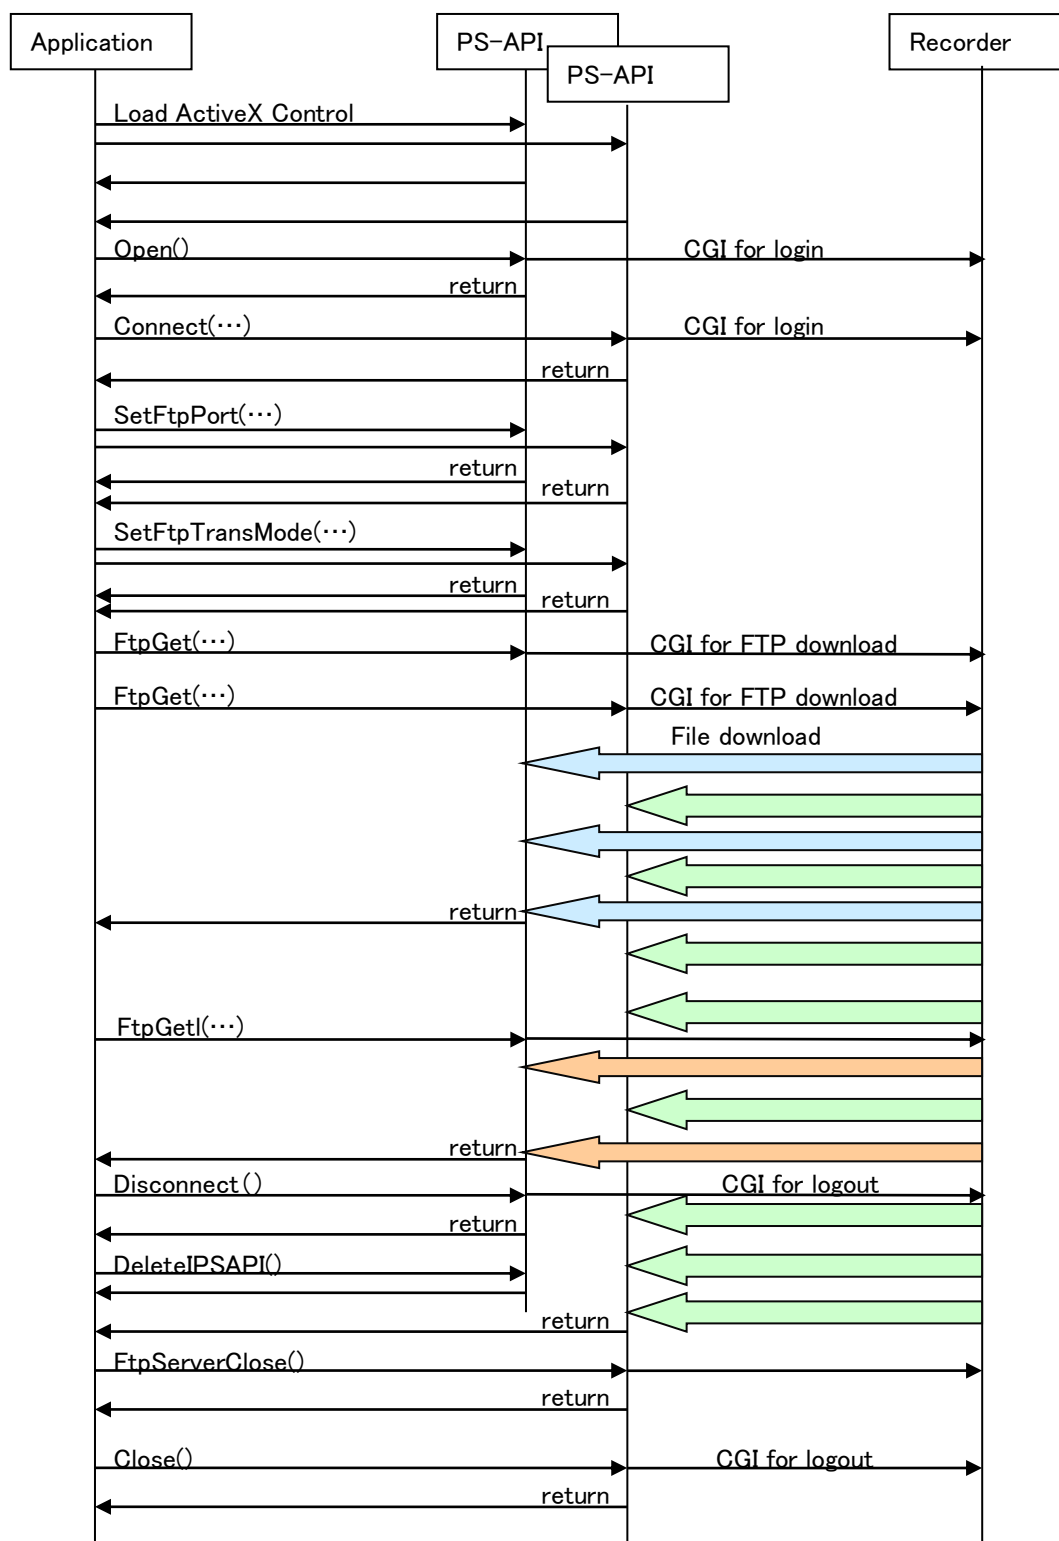 Application
PS-API
PS-API
Recorder
Load ActiveX Control
Open()
CGI for login
return
Connect(…)
CGI for login
return
SetFtpPort(…)
return
return
SetFtpTransMode(…)
return
return
FtpGet(…)
CGI for FTP download
FtpGet(…)
CGI for FTP download
File download
return
FtpGetl(…)
return
Disconnect()
CGI for logout
return
DeleteIPSAPI()
return
FtpServerClose()
return
Close()
CGI for logout
return